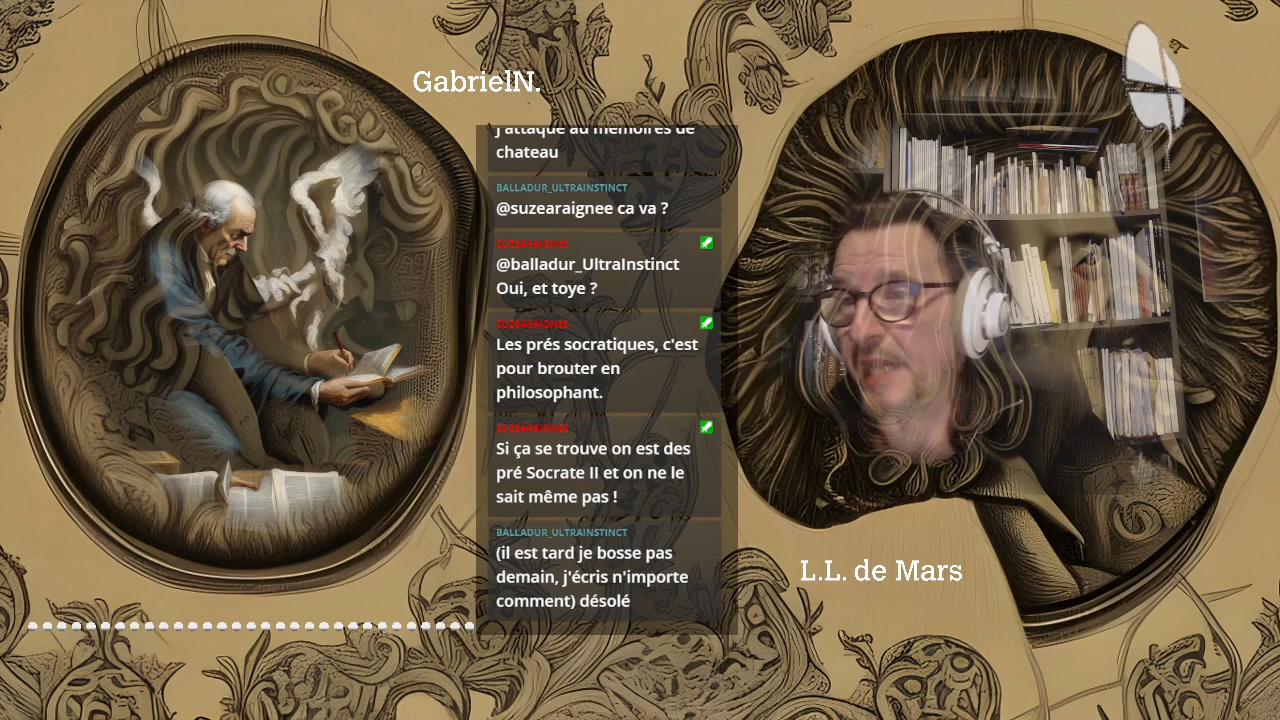 GabrielN.
j'attaque au mémoires de
chateau
BALLADUR_ULTRAINSTINCT
@suzearaignee ca va ?
SUZEARAIGNEE
@balladur_UltraInstinct
Oui, et toye ?
SUZEARAIGNEE
Les prés socratiques, c'est
pour brouter en
philosophant.
SUZEARAIGNEE
Si ça se trouve on est des
pré Socrate II et on ne le
sait même pas !
BALLADUR_ULTRAINSTINCT
(il est tard je bosse pas
demain, j'écris n'importe
comment) désolé
L.L. de Mars